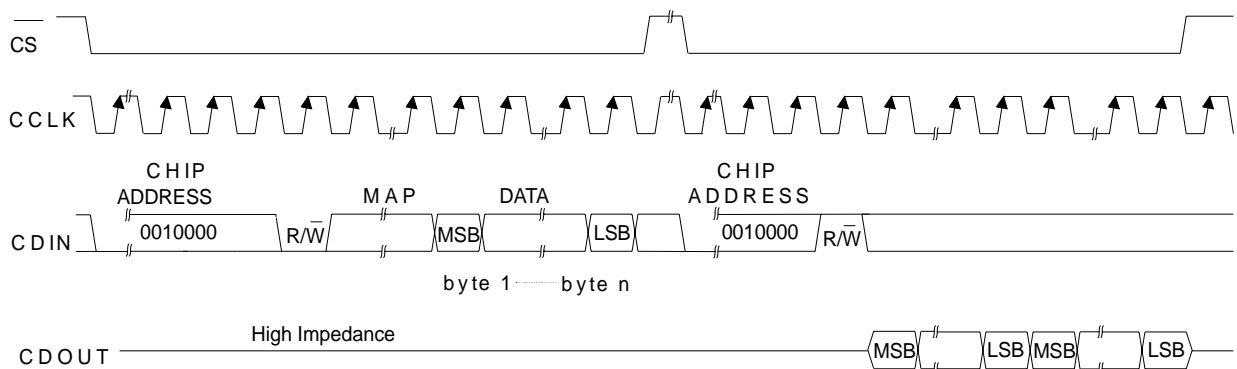 CS
CCLK
CHIP
ADDRESS
MAP
DATA
CHIP
ADDRESS
CDIN
0010000
R/W
MSB
LSB
0010000
R/W
byte 1
byte n
High Impedance
CDOUT
MSB
LSB
MSB
LSB